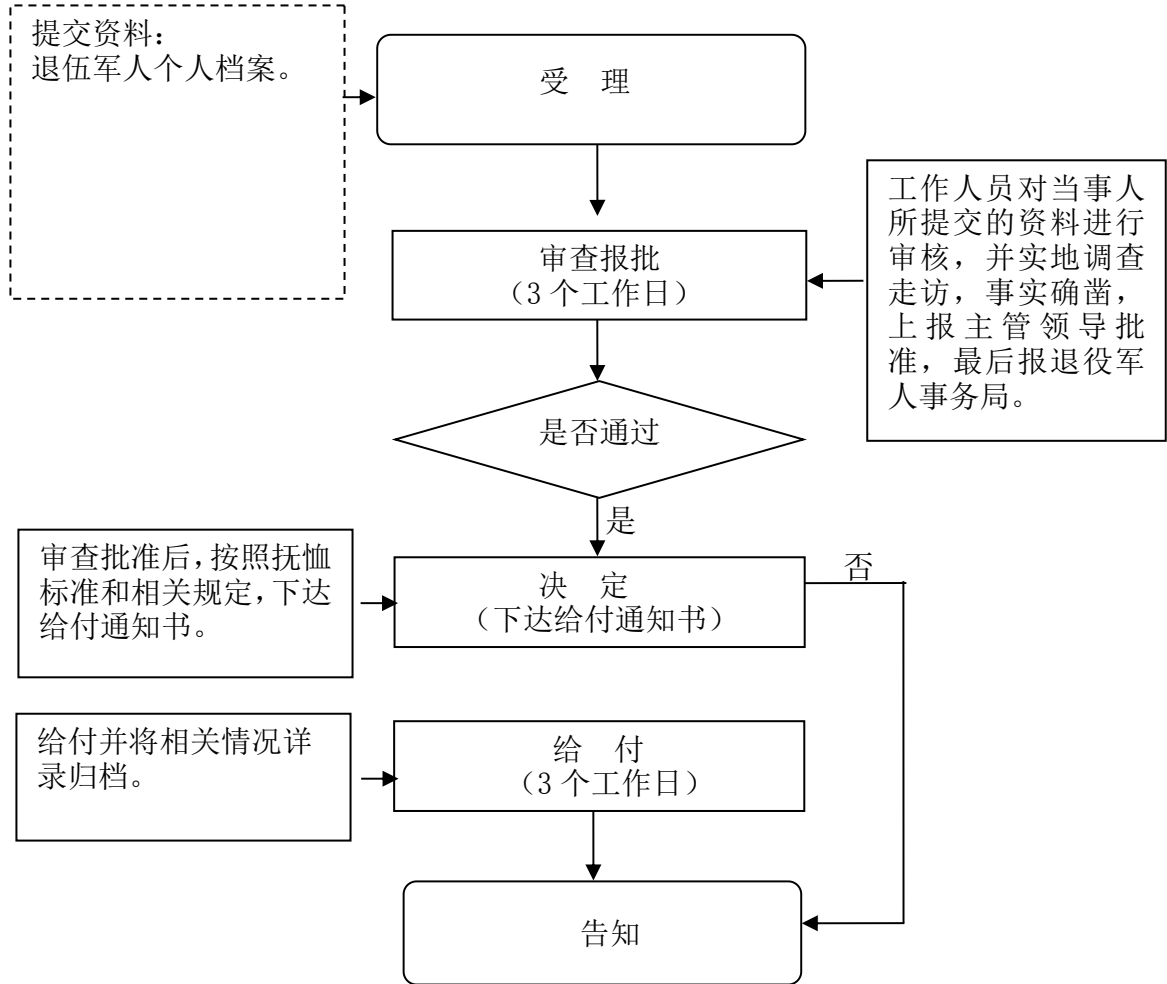 提交资料：
退伍军人个人档案。
受 理
审查报批
（3 个工作日）
工作人员对当事人
所提交的资料进行
审核，并实地调查
走访，事实确凿，
上报主管领导批
准，最后报退役军
人事务局。
是否通过
是
审查批准后，按照抚恤
标准和相关规定，下达
给付通知书。
决 定
（下达给付通知书）
否
给付并将相关情况详
录归档。
给 付
（3 个工作日）
告知